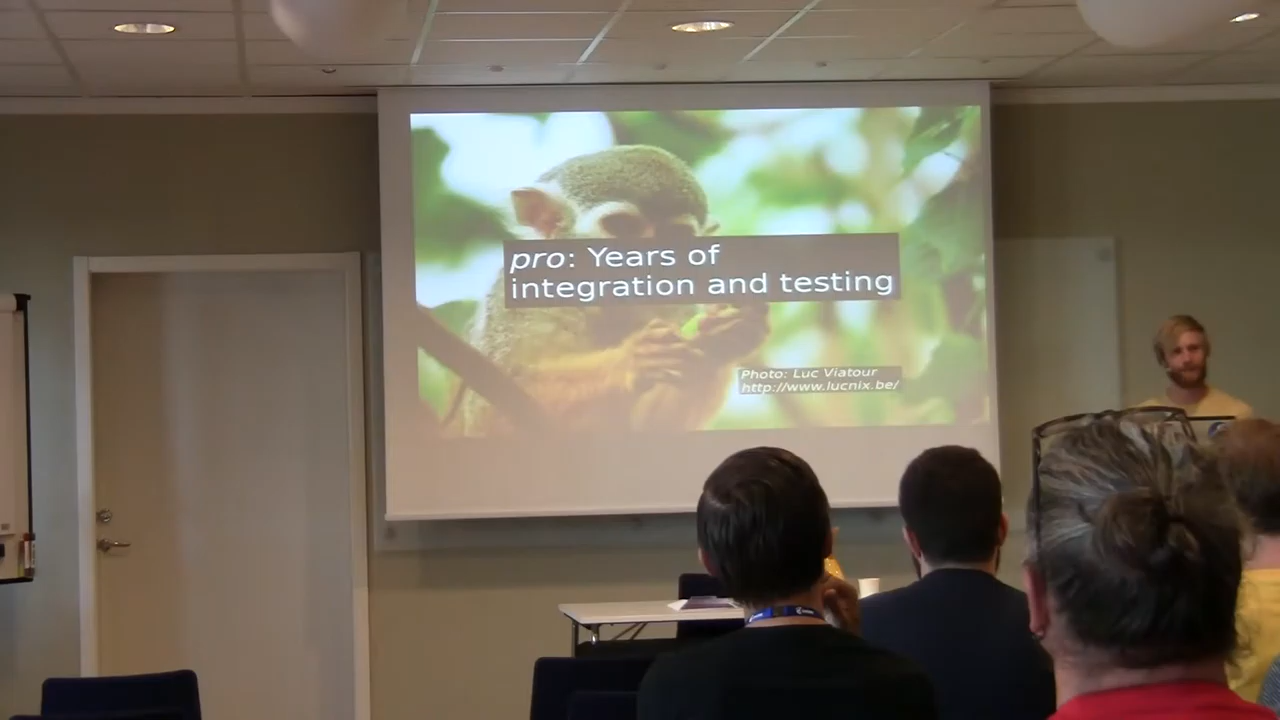 pro: Years of
integration and testing
Photo: Luc Viatour
http://www.lucnix.be/